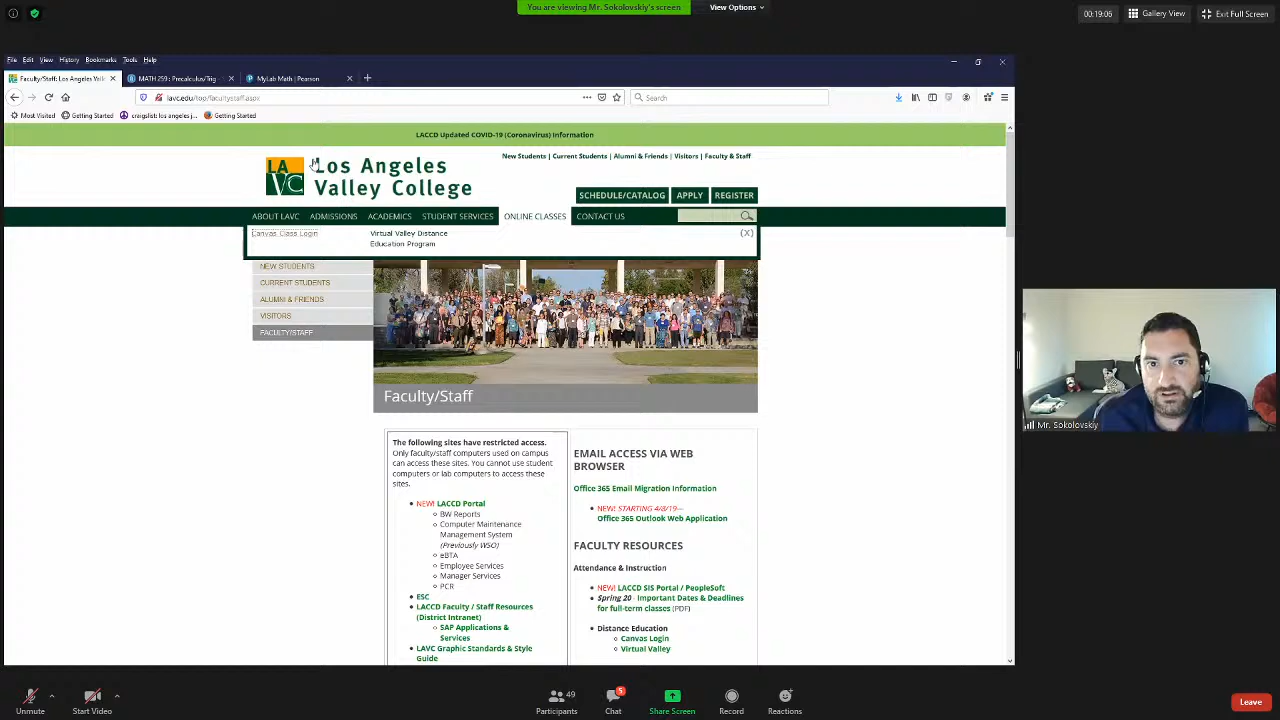 You are viewing Mr. Sokolovskiy's screen
View Options
00:19:05
Gallery View
Exit Full Screen
File Edit View History Bookmarks Tools Help
Faculty/Staff: Los Angeles Vall
MATH 259: Precalculus/Trig
MyLab Math | Pearson
lavc.edu/top/facultystaff.aspx
Search
Most Visited
Getting Started
craigslist: los angeles j...
Getting Started
LACCD Updated COVID-19 (Coronavirus) Information
LA
VC
Los Angeles
Valley College
New Students | Current Students | Alumni & Friends | Visitors | Faculty & Staff
SCHEDULE/CATALOG
APPLY
REGISTER
ABOUT LAVC
ADMISSIONS
ACADEMICS
STUDENT SERVICES
ONLINE CLASSES
CONTACT US
Canvas Class Login
Virtual Valley Distance
Education Program
(X)
NEW STUDENTS
CURRENT STUDENTS
ALUMNI & FRIENDS
VISITORS
FACULTY/STAFF
Faculty/Staff
The following sites have restricted access.
Only faculty/staff computers used on campus
can access these sites. You cannot use student
computers or lab computers to access these
sites.
NEW! LACCD Portal
BW Reports
Computer Maintenance
Management System
(Previously WSO)
eBTA
Employee Services
Manager Services
PCR
ESC
LACCD Faculty / Staff Resources
(District Intranet)
SAP Applications &
Services
LAVC Graphic Standards & Style
Guide
EMAIL ACCESS VIA WEB
BROWSER
Office 365 Email Migration Information
NEW! STARTING 4/8/19—
Office 365 Outlook Web Application
FACULTY RESOURCES
Attendance & Instruction
NEW! LACCD SIS Portal / PeopleSoft
Spring 20 - Important Dates & Deadlines
for full-term classes (PDF)
Distance Education
Canvas Login
Virtual Valley
Mr. Sokolovskiy
Unmute
Start Video
49
Participants
5
Chat
Share Screen
Record
Reactions
Leave